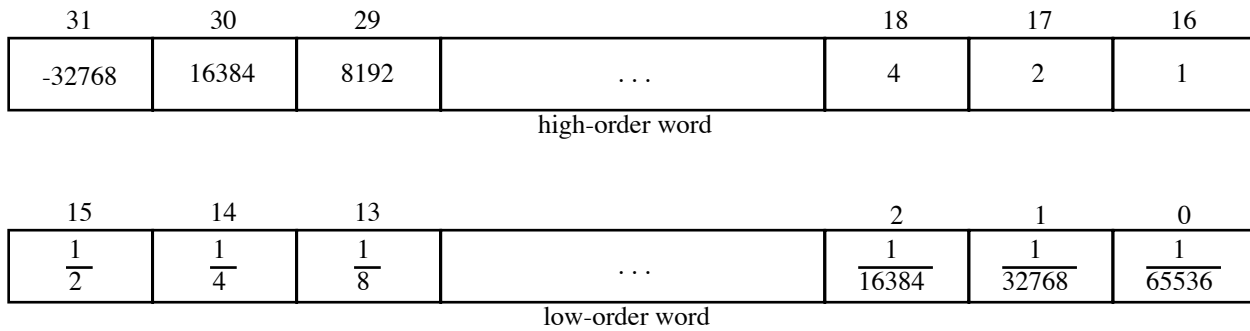 31 30 29 18 17 16
-32768 16384 8192 . . . 4 2 1
high-order word
15 14 13 2 1 0
1 1 1 1 1 1
. . .
2 4 8 16384 32768 65536
low-order word